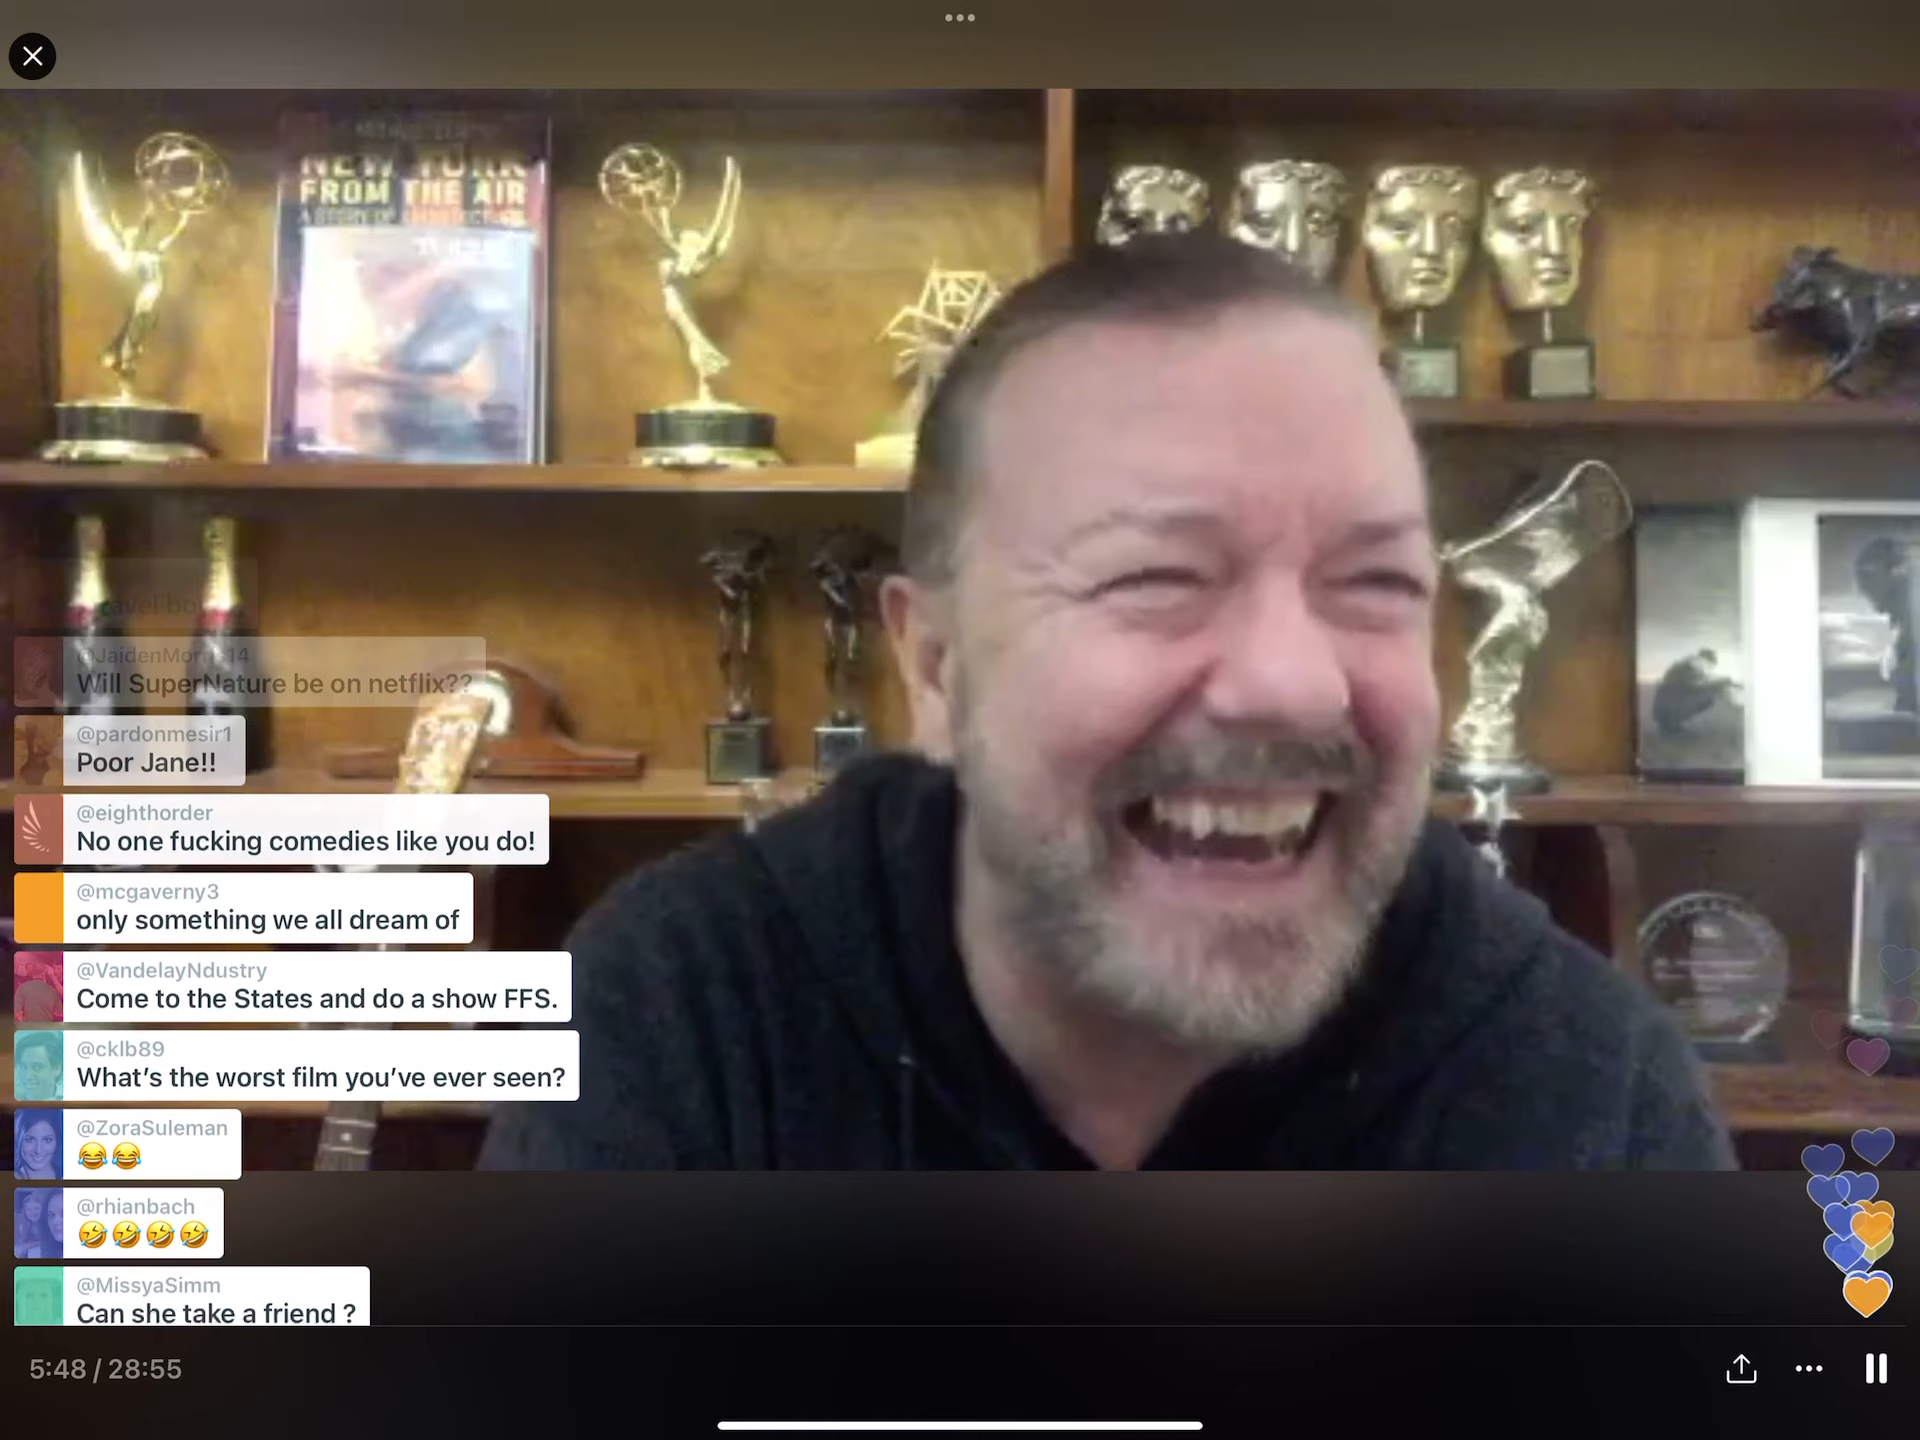 NEW YORK
FROM THE AIR
@JaidenMorris14
Will SuperNature be on netflix??
@pardonmesir1
Poor Jane!!
@eighthorder
No one fucking comedies like you do!
@mcgaverny3
only something we all dream of
@VandelayNdustry
Come to the States and do a show FFS.
@cklb89
What’s the worst film you’ve ever seen?
@ZoraSuleman
😂😂
@rhianbach
🤣🤣🤣🤣
@MissyaSimm
Can she take a friend ?
5:48 / 28:55